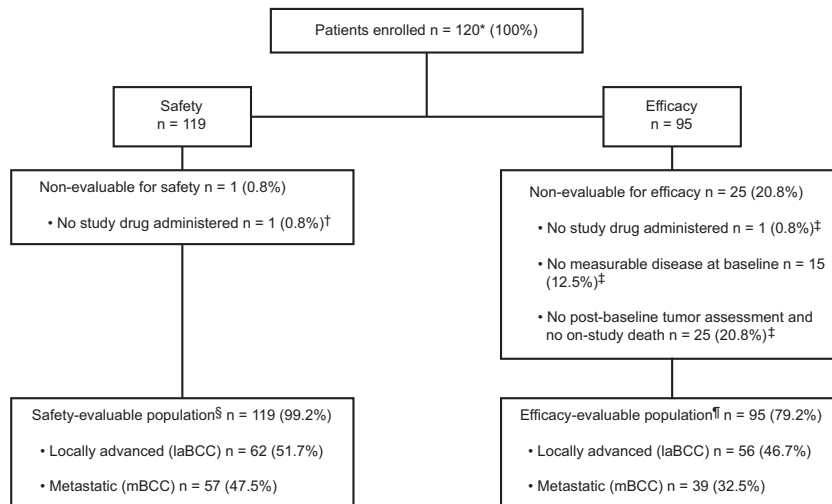 Patients enrolled n = 120* (100%)
Safety
n = 119
Efficacy
n = 95
Non-evaluable for safety n = 1 (0.8%)
• No study drug administered n = 1 (0.8%)†
Non-evaluable for efficacy n = 25 (20.8%)
• No study drug administered n = 1 (0.8%)‡
• No measurable disease at baseline n = 15
(12.5%)‡
• No post-baseline tumor assessment and
no on-study death n = 25 (20.8%)‡
Safety-evaluable population§ n = 119 (99.2%)
• Locally advanced (laBCC) n = 62 (51.7%)
• Metastatic (mBCC) n = 57 (47.5%)
Efficacy-evaluable population¶ n = 95 (79.2%)
• Locally advanced (laBCC) n = 56 (46.7%)
• Metastatic (mBCC) n = 39 (32.5%)